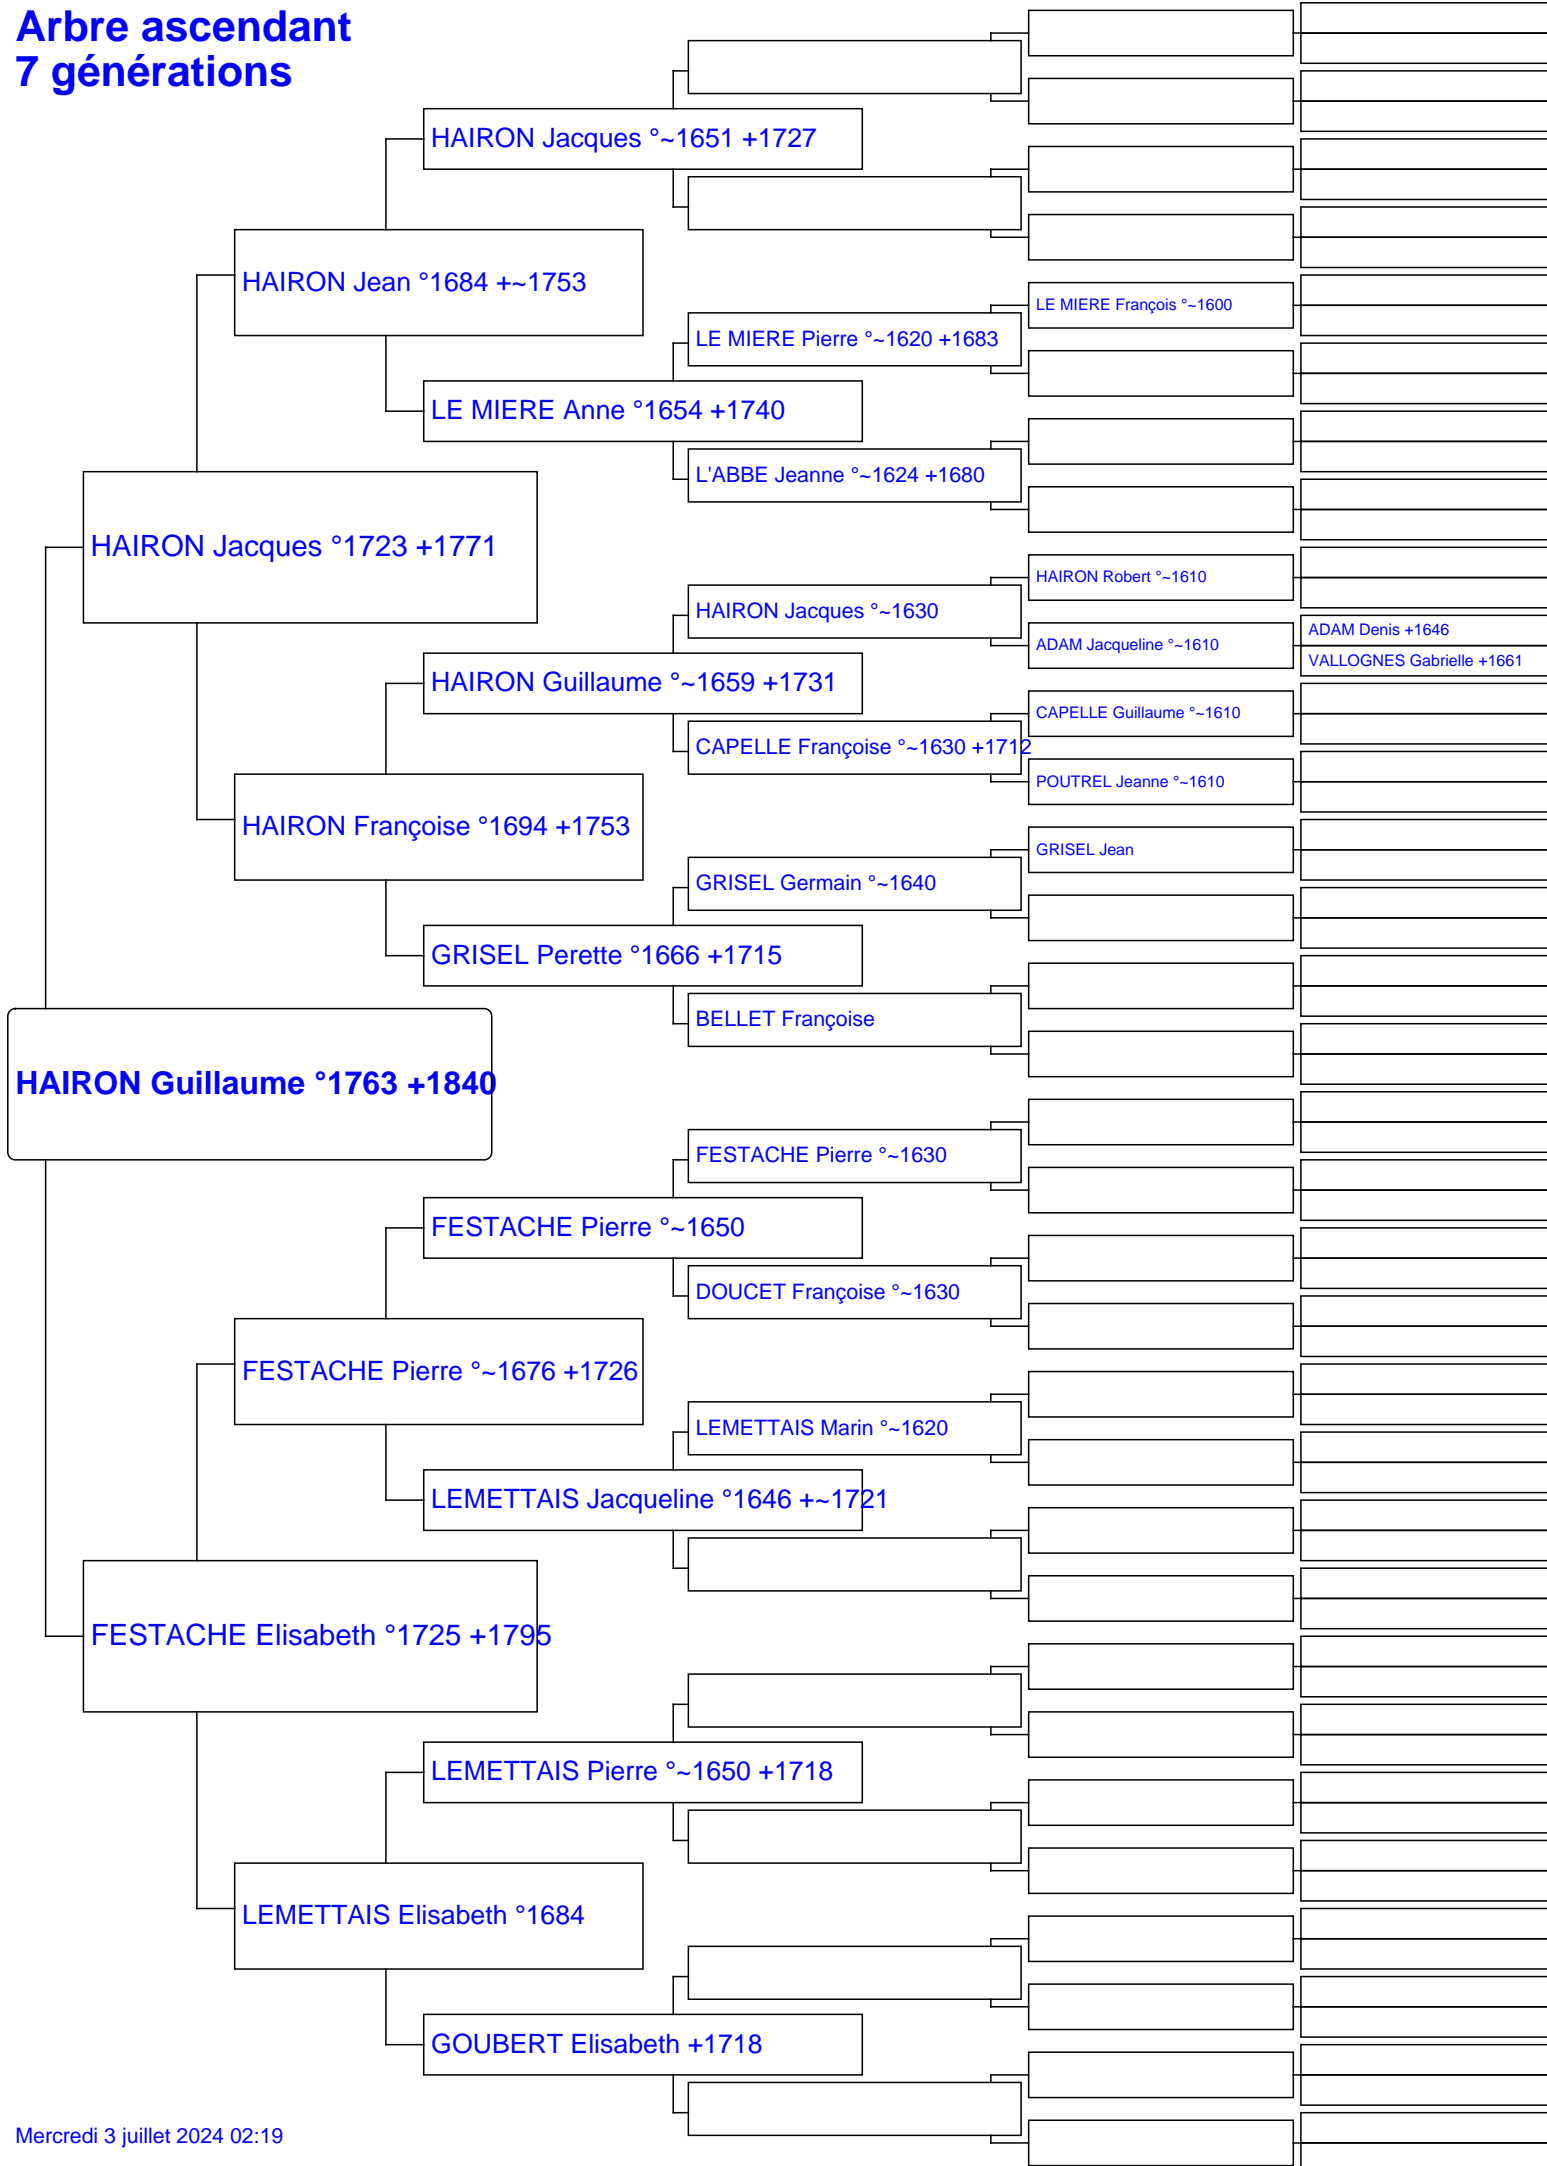 Arbre ascendant
7 générations
HAIRON Jacques °~1651 +1727
HAIRON Jean °1684 +~1753
LE MIERE François °~1600
LE MIERE Pierre °~1620 +1683
LE MIERE Anne °1654 +1740
L'ABBE Jeanne °~1624 +1680
HAIRON Jacques °1723 +1771
HAIRON Robert °~1610
HAIRON Jacques °~1630
ADAM Denis +1646
ADAM Jacqueline °~1610
VALLOGNES Gabrielle +1661
HAIRON Guillaume °~1659 +1731
CAPELLE Guillaume °~1610
CAPELLE Françoise °~1630 +1712
POUTREL Jeanne °~1610
HAIRON Françoise °1694 +1753
GRISEL Jean
GRISEL Germain °~1640
GRISEL Perette °1666 +1715
BELLET Françoise
HAIRON Guillaume °1763 +1840
FESTACHE Pierre °~1630
FESTACHE Pierre °~1650
DOUCET Françoise °~1630
FESTACHE Pierre °~1676 +1726
LEMETTAIS Marin °~1620
LEMETTAIS Jacqueline °1646 +~1721
FESTACHE Elisabeth °1725 +1795
LEMETTAIS Pierre °~1650 +1718
LEMETTAIS Elisabeth °1684
GOUBERT Elisabeth +1718
Mercredi 3 juillet 2024 02:19